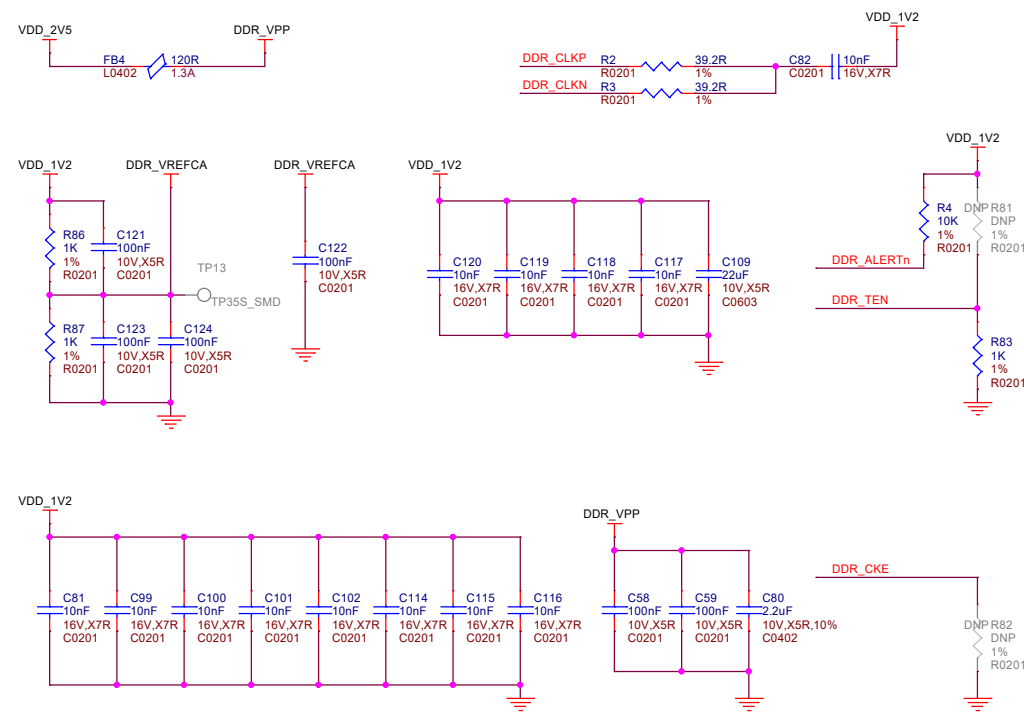 VDD_2V5
DDR_VPP
FB4
L0402
120R
1.3A
DDR_CLKP
R2
R0201
39.2R
1%
DDR_CLKN
R3
R0201
39.2R
1%
C82
C0201
10nF
16V,X7R
VDD_1V2
VDD_1V2
DDR_VREFCA
R86
1K
1%
R0201
C121
100nF
10V,X5R
C0201
TP13
TP35S_SMD
R87
1K
1%
R0201
C123
100nF
10V,X5R
C0201
C124
100nF
10V,X5R
C0201
DDR_VREFCA
C122
100nF
10V,X5R
C0201
VDD_1V2
C120
10nF
16V,X7R
C0201
C119
10nF
16V,X7R
C0201
C118
10nF
16V,X7R
C0201
C117
10nF
16V,X7R
C0201
C109
22uF
10V,X5R
C0603
VDD_1V2
R4
10K
1%
R0201
DNP
R81
DNP
1%
R0201
DDR_ALERTn
DDR_TEN
R83
1K
1%
R0201
VDD_1V2
C81
10nF
16V,X7R
C0201
C99
10nF
16V,X7R
C0201
C100
10nF
16V,X7R
C0201
C101
10nF
16V,X7R
C0201
C102
10nF
16V,X7R
C0201
C114
10nF
16V,X7R
C0201
C115
10nF
16V,X7R
C0201
C116
10nF
16V,X7R
C0201
DDR_VPP
C58
100nF
10V,X5R
C0201
C59
100nF
10V,X5R
C0201
C80
2.2uF
10V,X5R,10%
C0402
DDR_CKE
DNP
R82
DNP
1%
R0201